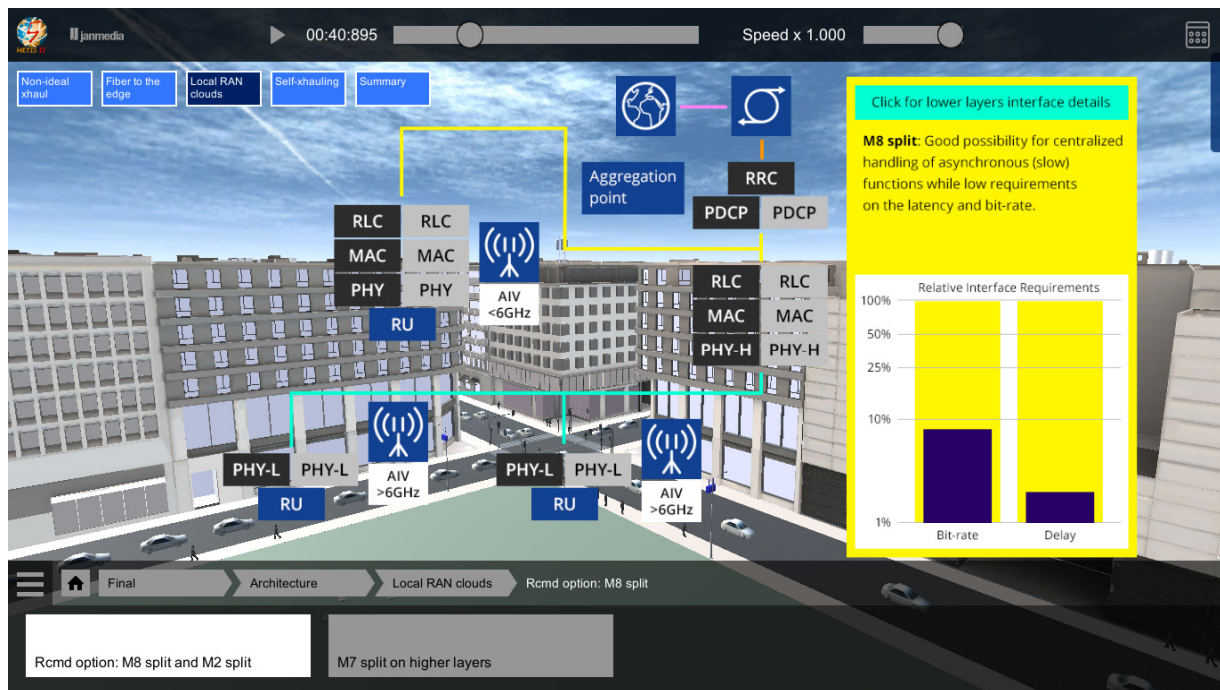 METIS II
janmedia
00:40:895
Speed x 1.000
Non-ideal
xhaul
Fiber to the
edge
Local RAN
clouds
Self-xhauling
Summary
Aggregation
point
RRC
PDCP PDCP
RLC RLC
MAC MAC
PHY PHY
RU
AIV
<6GHz
RLC RLC
MAC MAC
PHY-H PHY-H
PHY-L PHY-L
RU
AIV
>6GHz
PHY-L PHY-L
RU
AIV
>6GHz
Click for lower layers interface details
M8 split: Good possibility for centralized
handling of asynchronous (slow)
functions while low requirements
on the latency and bit-rate.
Relative Interface Requirements
100%
50%
25%
10%
1%
Bit-rate Delay
Final Architecture Local RAN clouds Rcmd option: M8 split
Rcmd option: M8 split and M2 split
M7 split on higher layers